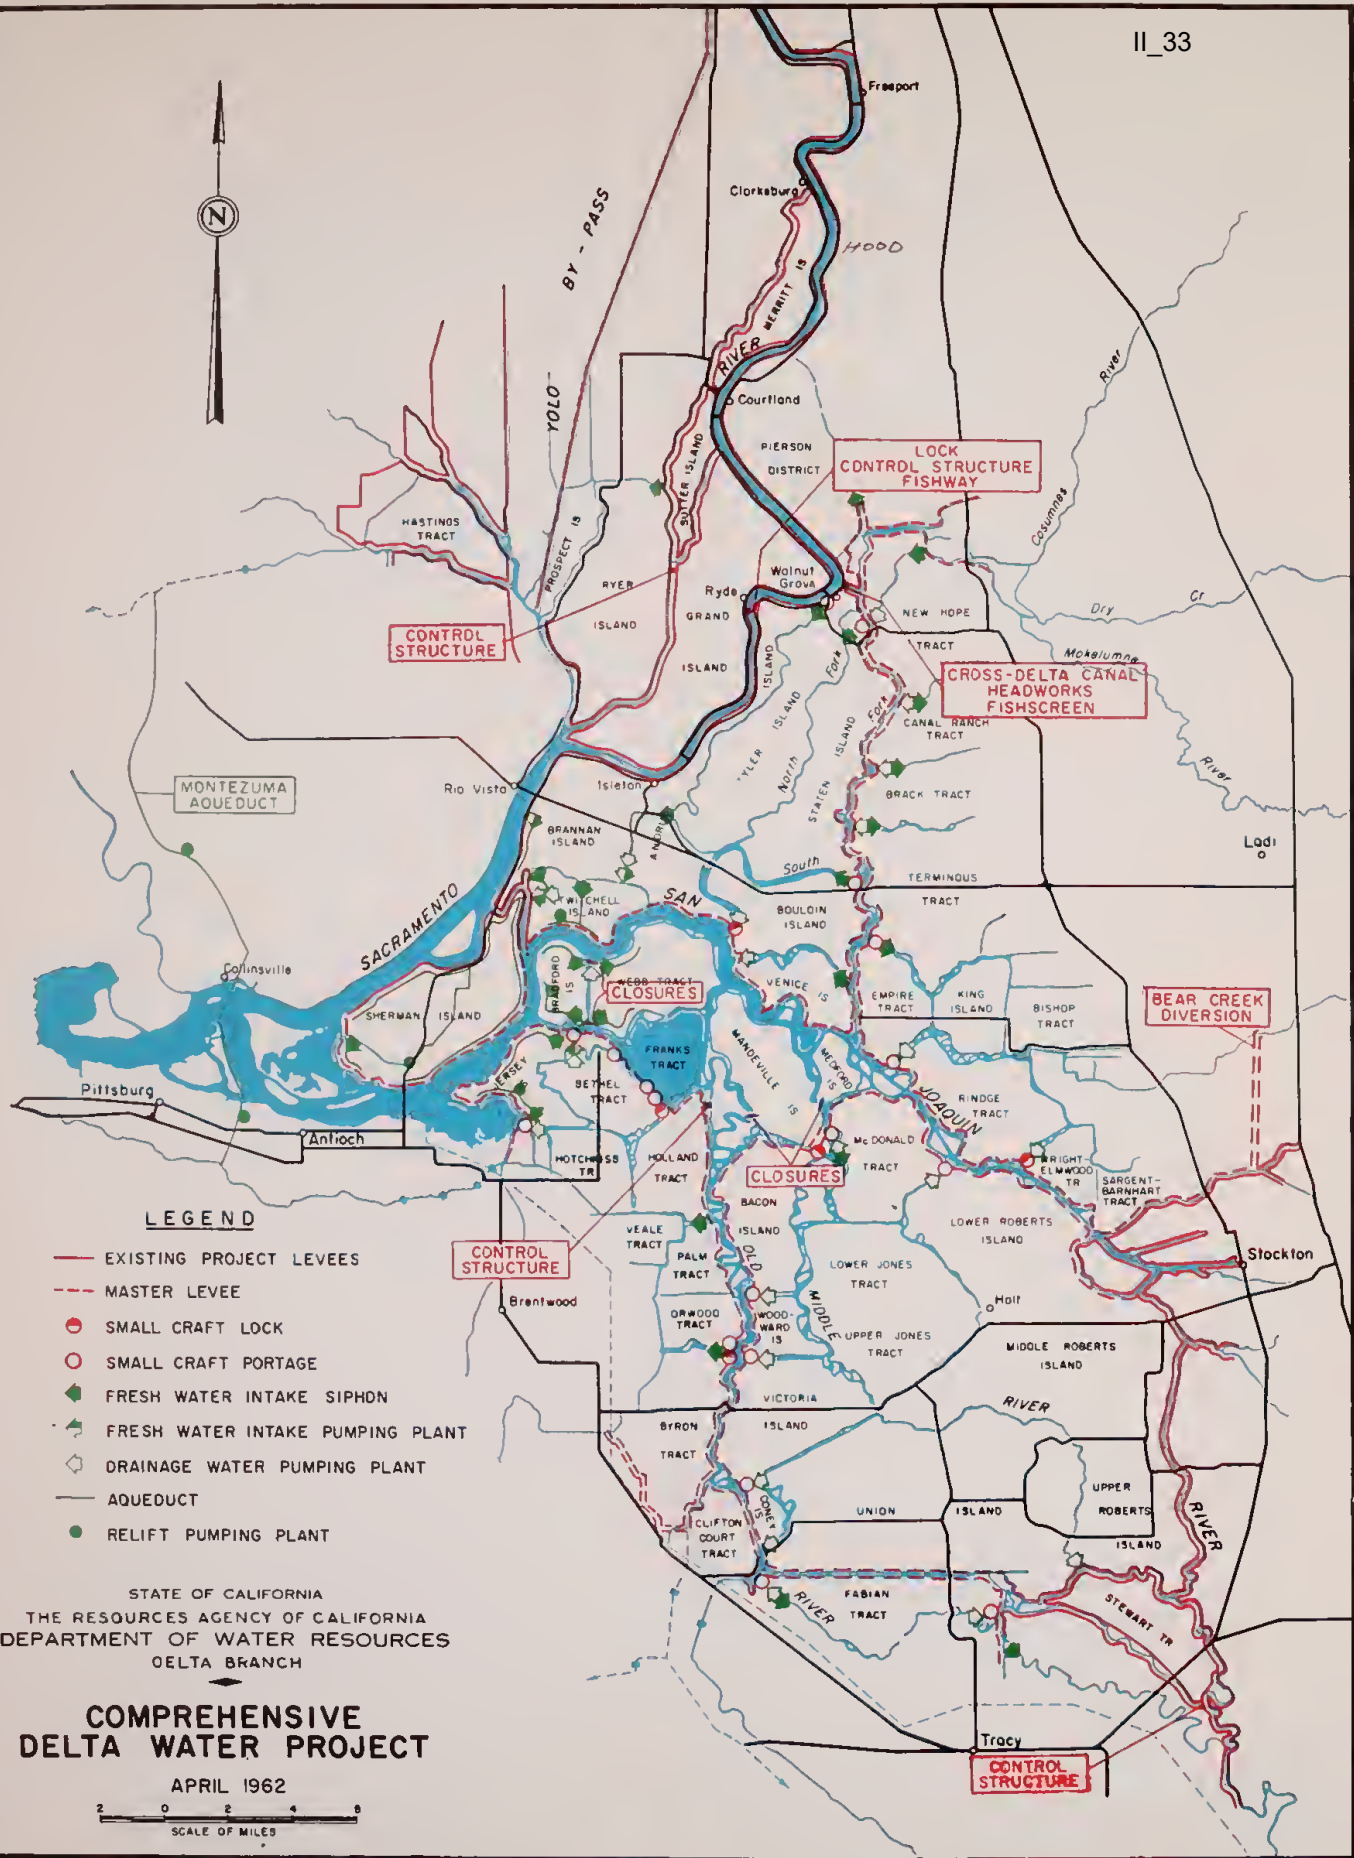 II_33
Freeport
N
Clarksburg
HOOD
BY - PASS
MERRITT IS
RIVER
River
YOLO
Courtland
PIERSON
DISTRICT
LOCK
CONTROL STRUCTURE
FISHWAY
SUTTER ISLAND
HASTINGS
TRACT
PROSPECT IS
Cosumnes
RYER
ISLAND
Walnut
Grove
Ryde
GRAND
ISLAND
ISLAND
NEW HOPE
TRACT
Dry
Cr
CONTROL
STRUCTURE
Mokelumne
River
CROSS-DELTA CANAL
HEADWORKS
FISHSCREEN
TYLER ISLAND
North
Fork
STATEN ISLAND
Fork
CANAL RANCH
TRACT
MONTEZUMA
AQUEDUCT
Rio Vista
Isleton
BRACK TRACT
BRANNAN
ISLAND
Lodi
South
TERMINOUS
TRACT
SACRAMENTO
TWITCHELL
ISLAND
SAN
BOULDIN
ISLAND
Collinsville
BRADFORD
IS
WEBB TRACT
CLOSURES
VENICE IS
EMPIRE
TRACT
KING
ISLAND
BISHOP
TRACT
BEAR CREEK
DIVERSION
SHERMAN
ISLAND
FRANKS
TRACT
MANDEVILLE IS
MEDFORD
IS
JERSEY
BETHEL
TRACT
RINDGE
TRACT
JOAQUIN
Pittsburg
Antioch
HOTCHKISS
TR
HOLLAND
TRACT
McDONALD
TRACT
CLOSURES
WRIGHT-
ELMWOOD
TR
SARGENT-
BARNHART
TRACT
BACON
ISLAND
LOWER ROBERTS
ISLAND
LEGEND
VEALE
TRACT
PALM
TRACT
OLD
LOWER JONES
TRACT
Stockton
CONTROL
STRUCTURE
EXISTING PROJECT LEVEES
MASTER LEVEE
Brentwood
ORWOOD
TRACT
WOOD-
WARD
IS
MIDDLE
Holt
SMALL CRAFT LOCK
UPPER JONES
TRACT
MIDDLE ROBERTS
ISLAND
SMALL CRAFT PORTAGE
FRESH WATER INTAKE SIPHON
VICTORIA
ISLAND
RIVER
FRESH WATER INTAKE PUMPING PLANT
BYRON
TRACT
DRAINAGE WATER PUMPING PLANT
AQUEDUCT
CONEY
IS
UNION
ISLAND
UPPER
ROBERTS
ISLAND
RIVER
RELIFT PUMPING PLANT
CLIFTON
COURT
TRACT
STATE OF CALIFORNIA
THE RESOURCES AGENCY OF CALIFORNIA
DEPARTMENT OF WATER RESOURCES
DELTA BRANCH
RIVER
FABIAN
TRACT
STEWART TR
COMPREHENSIVE
DELTA WATER PROJECT
APRIL 1962
Tracy
CONTROL
STRUCTURE
2 0 2 4 6
SCALE OF MILES